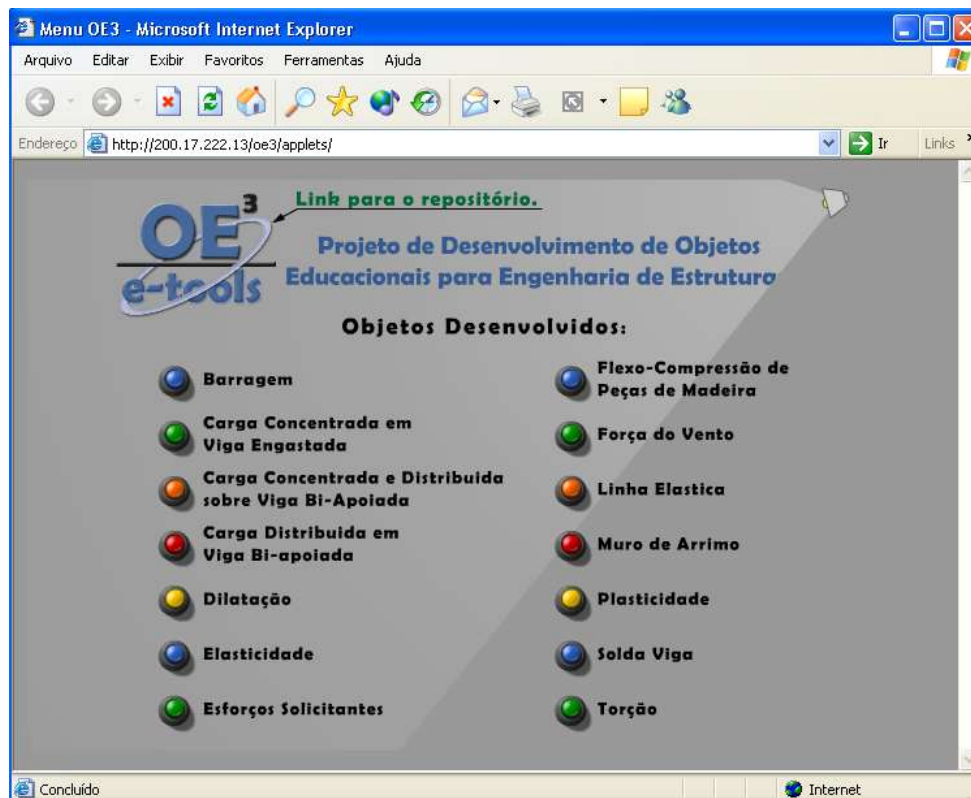 Menu OE3 - Microsoft Internet Explorer
Arquivo Editar Exibir Favoritos Ferramentas Ajuda
Endereço http://200.17.222.13/oe3/applets/ Ir Links
OE3
e-tools
Link para o repositório.
Projeto de Desenvolvimento de Objetos
Educacionais para Engenharia de Estrutura
Objetos Desenvolvidos:
Barragem
Carga Concentrada em
Viga Engastada
Carga Concentrada e Distribuida
sobre Viga Bi-Apoiada
Carga Distribuida em
Viga Bi-apoiada
Dilatação
Elasticidade
Esforços Solicitantes
Flexo-Compressão de
Peças de Madeira
Força do Vento
Linha Elastica
Muro de Arrimo
Plasticidade
Solda Viga
Torção
Concluído Internet